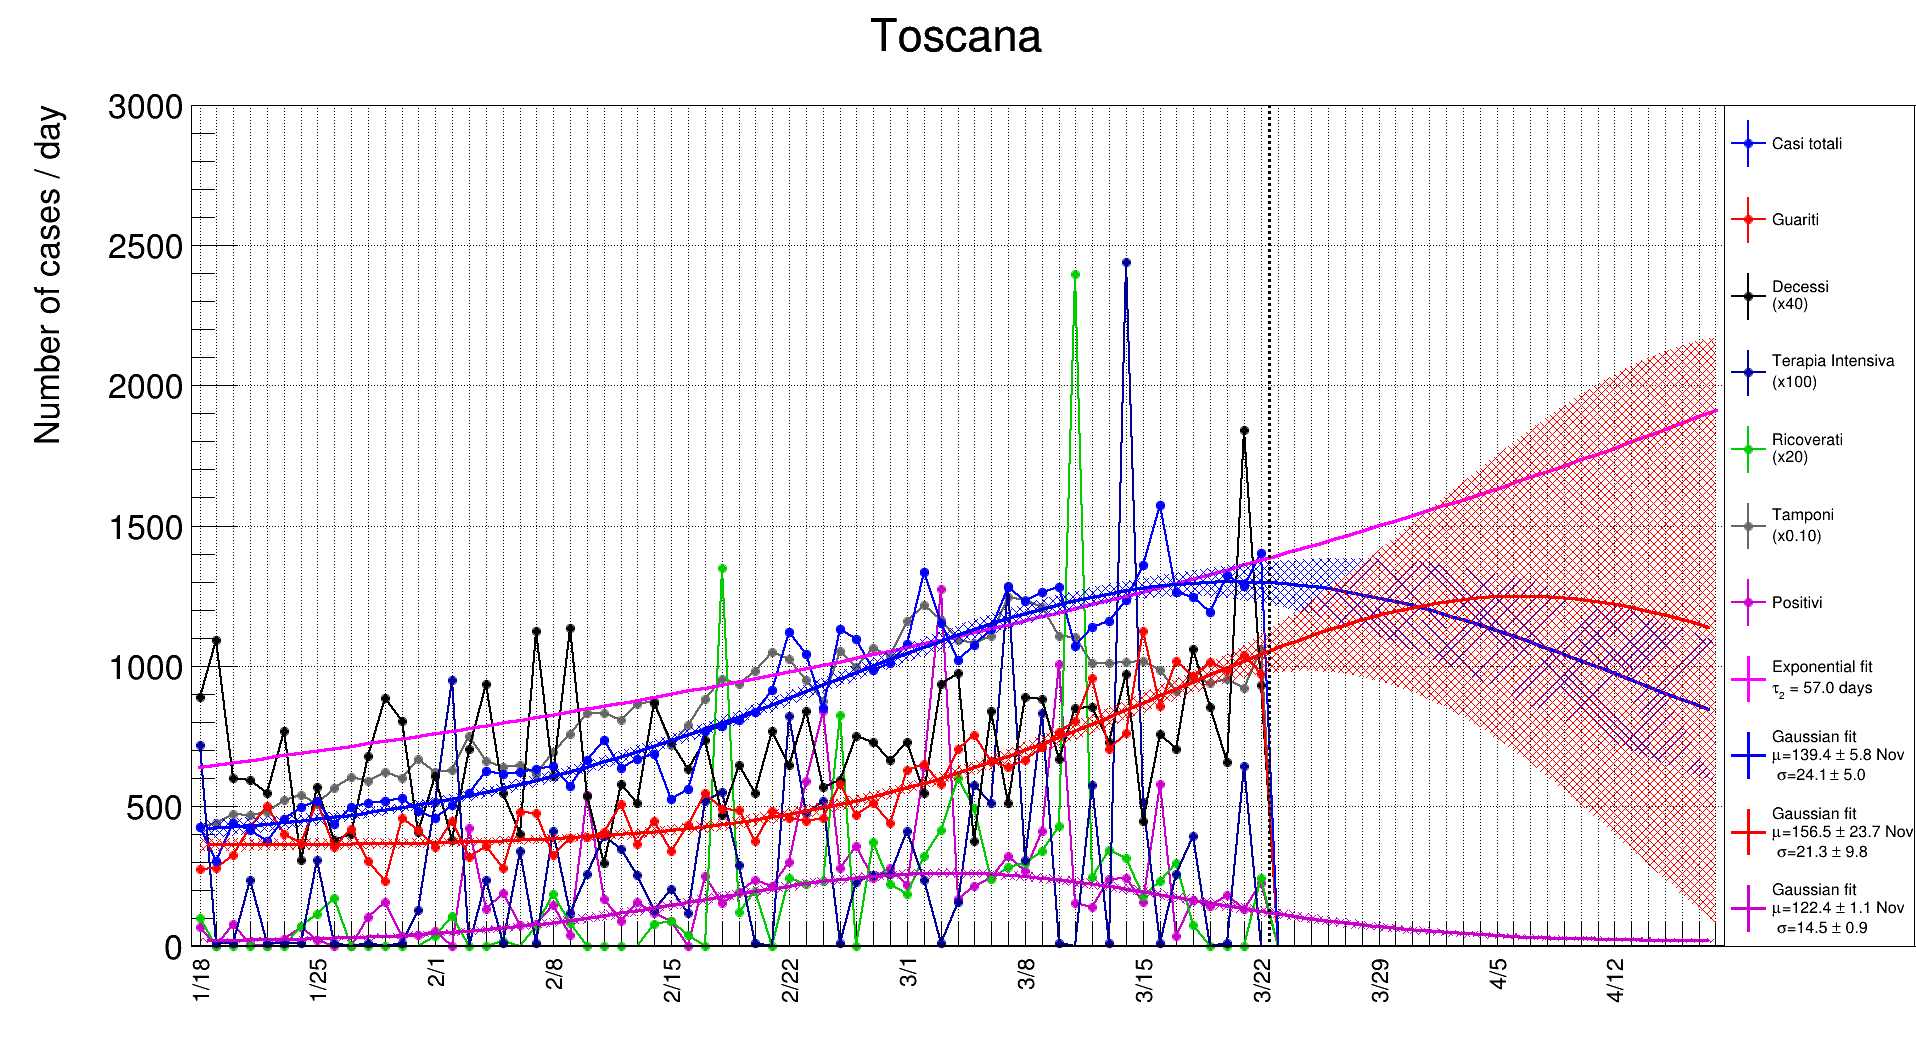 Toscana
Number of cases / day
3000
2500
2000
1500
1000
500
0
1/18
1/25
2/1
2/8
2/15
2/22
3/1
3/8
3/15
3/22
3/29
4/5
4/12
Casi totali
Guariti
Decessi
(x40)
Terapia Intensiva
(x100)
Ricoverati
(x20)
Tamponi
(x0.10)
Positivi
Exponential fit
τ₂ = 57.0 days
Gaussian fit
μ=139.4 ± 5.8 Nov
σ=24.1 ± 5.0
Gaussian fit
μ=156.5 ± 23.7 Nov
σ=21.3 ± 9.8
Gaussian fit
μ=122.4 ± 1.1 Nov
σ=14.5 ± 0.9